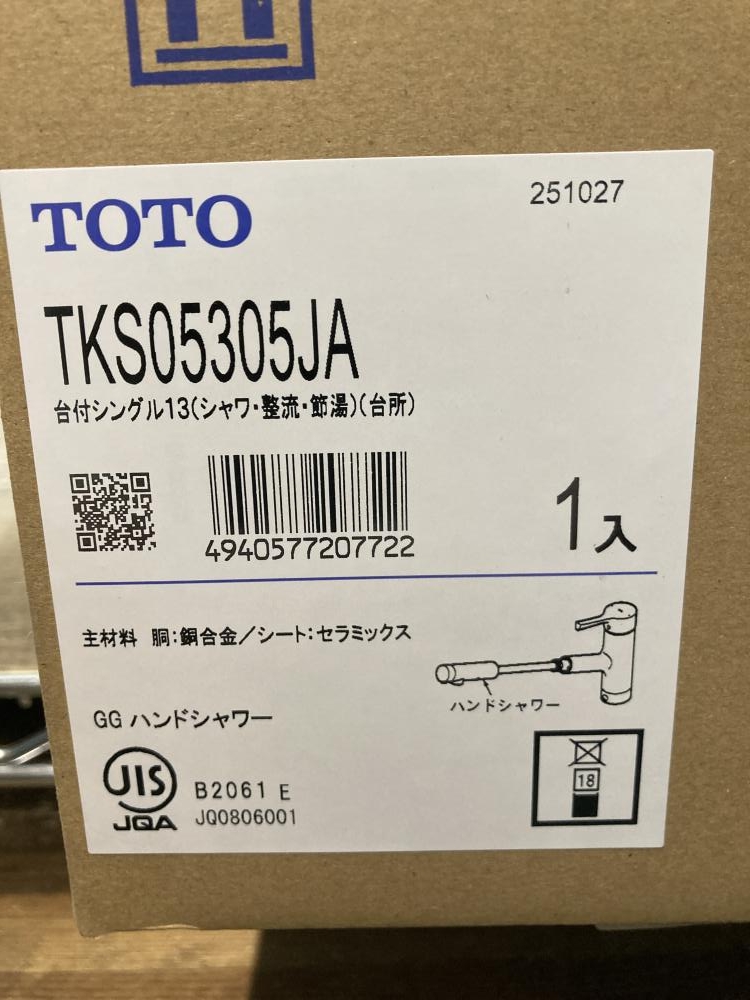 TOTO
251027
TKS05305JA
台付シングル13(シャワ・整流・節湯)(台所)
4940577207722
1入
主材料 胴:銅合金/シート:セラミックス
ハンドシャワー
GG ハンドシャワー
JIS
JQA
B2061 E
JQ0806001
18